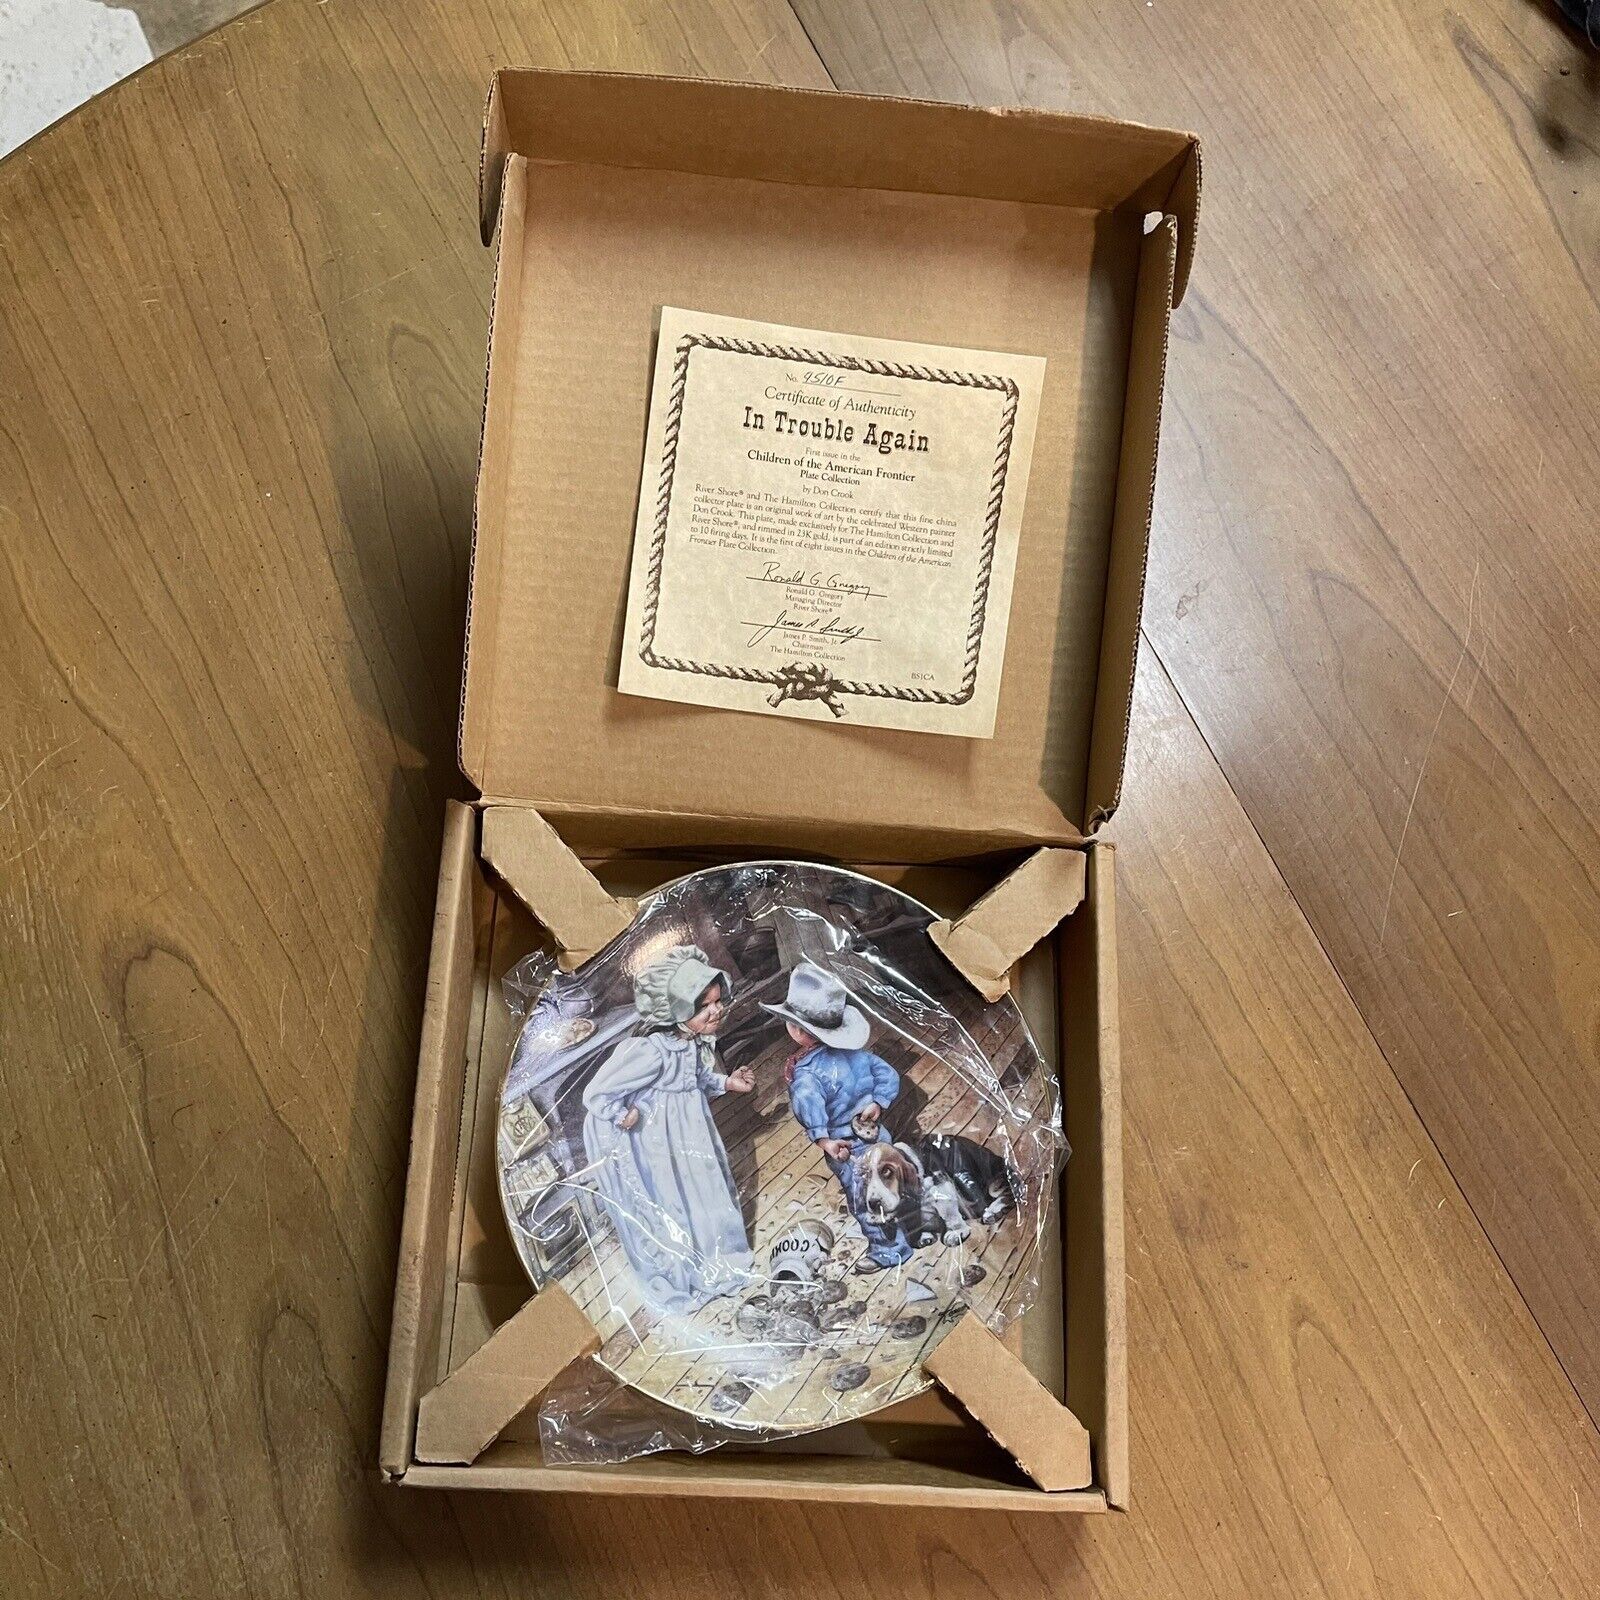 No. 9510F
Certificate of Authenticity
In Trouble Again
First issue in the
Children of the American Frontier
Plate Collection
by Don Crook
River Shore® and The Hamilton Collection certify that this fine china
collector plate is an original work of art by the celebrated Western painter
Don Crook. This plate, made exclusively for The Hamilton Collection and
River Shore®, and rimmed in 23K gold, is part of an edition strictly limited
to 10 firing days. It is the first of eight issues in the Children of the American
Frontier Plate Collection.
Ronald G. Gregory
Ronald G. Gregory
Managing Director
River Shore®
James P. Smith, Jr.
Chairman
The Hamilton Collection
BS1CA
COOKI